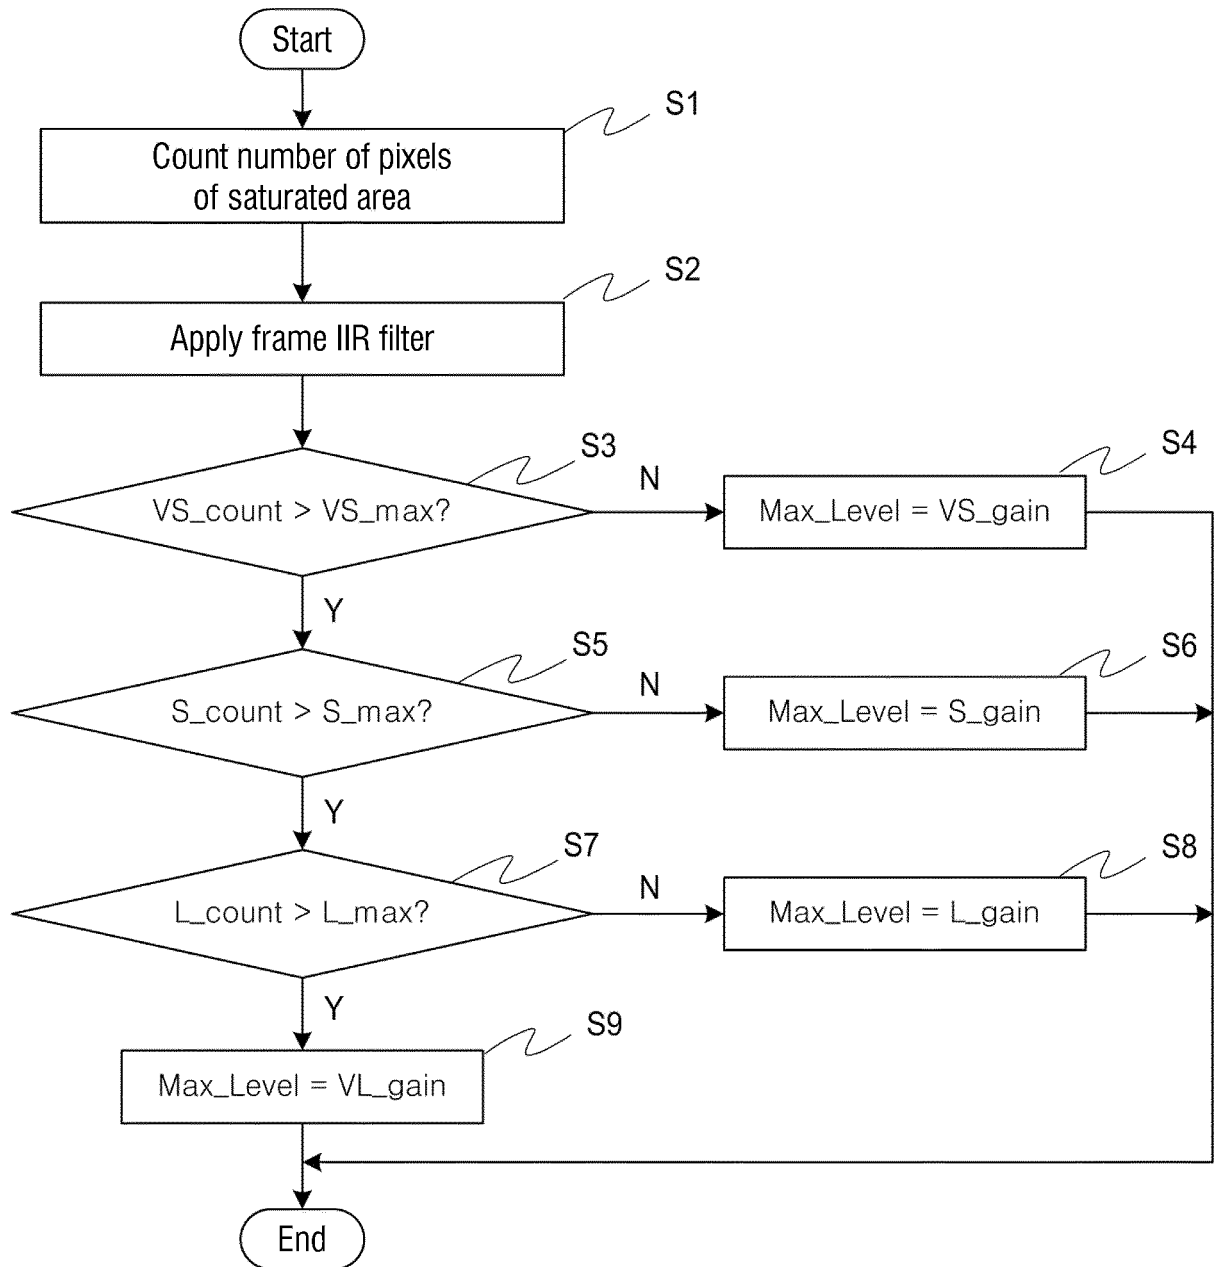 Start
S1
Count number of pixels
of saturated area
S2
Apply frame IIR filter
S3
VS_count > VS_max?
N
S4
Max_Level = VS_gain
Y
S5
S_count > S_max?
N
S6
Max_Level = S_gain
Y
S7
L_count > L_max?
N
S8
Max_Level = L_gain
Y
S9
Max_Level = VL_gain
End